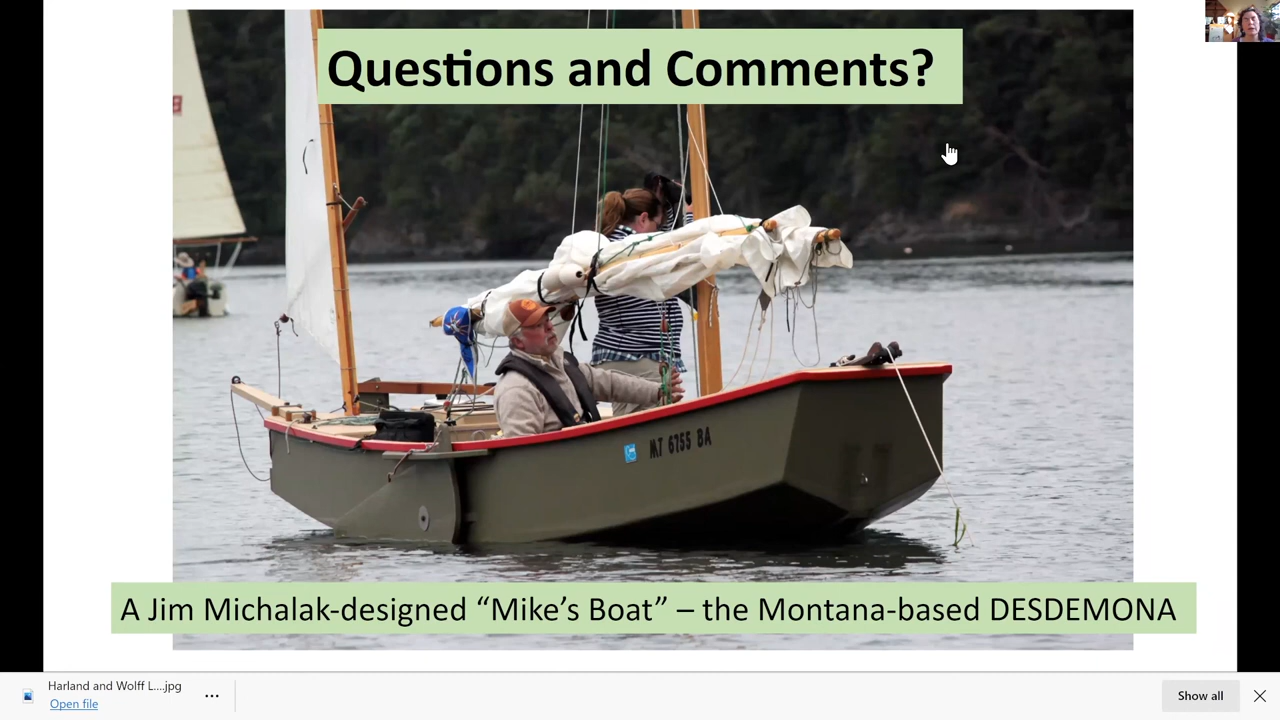 Questions and Comments?
MT 6755 BA
A Jim Michalak-designed “Mike’s Boat” – the Montana-based DESDEMONA
Harland and Wolff L....jpg
Open file
Show all